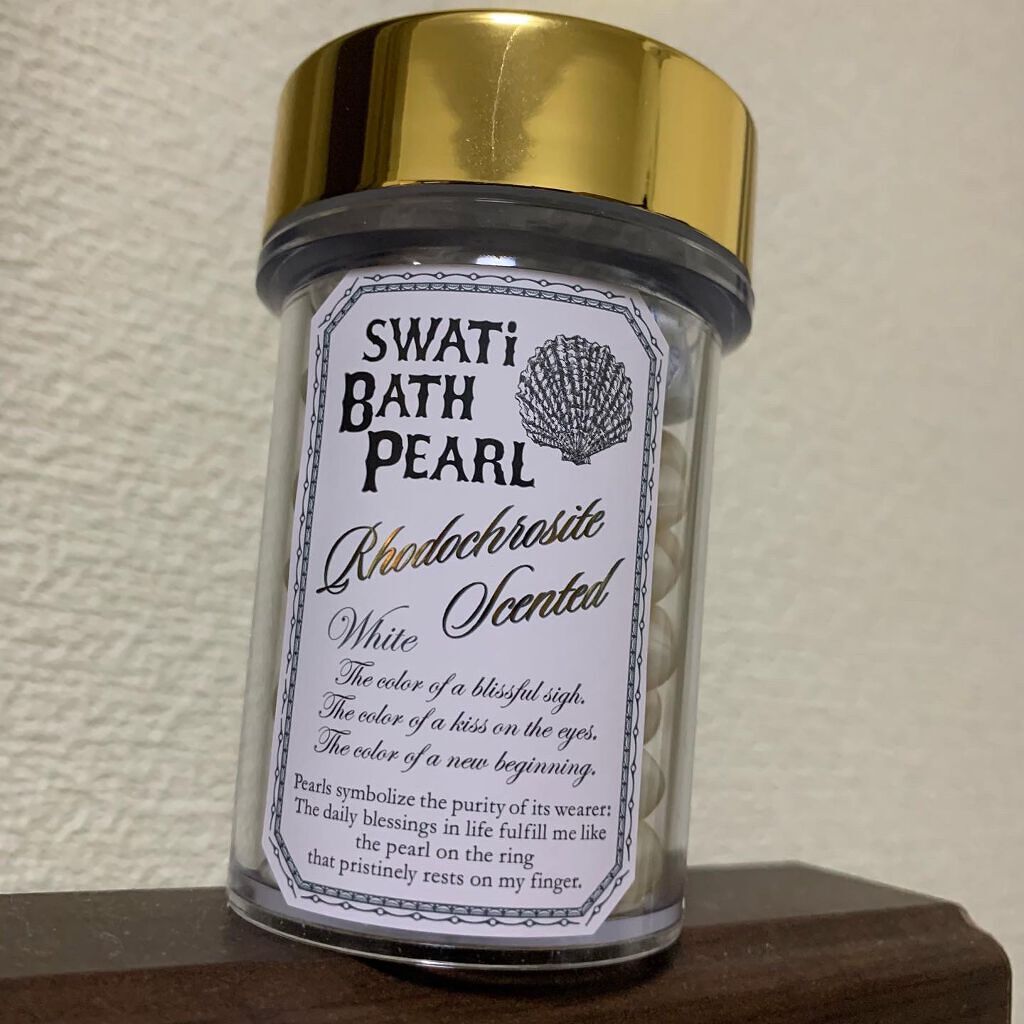 SWATi
BATH
PEARL
Rhodochrosite
Scented
White
The color of a blissful sigh.
The color of a kiss on the eyes.
The color of a new beginning.
Pearls symbolize the purity of its wearer:
The daily blessings in life fulfill me like
the pearl on the ring
that pristinely rests on my finger.